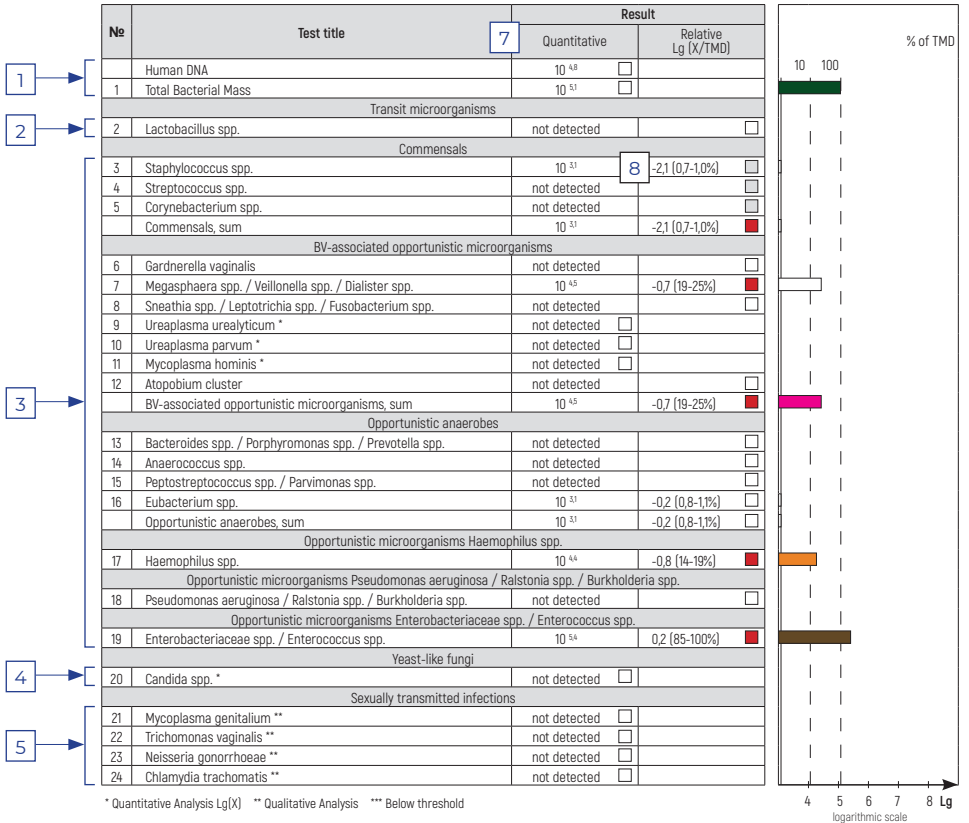 № Test title 7 Result
Quantitative Relative Lg (X/TMD)
% of TMD
10 100
1
Human DNA 10 4,8
1 Total Bacterial Mass 10 5,1
Transit microorganisms
2
2 Lactobacillus spp. not detected
Commensals
3 Staphylococcus spp. 10 3,1 8 -2,1 (0,7-1,0%)
4 Streptococcus spp. not detected
5 Corynebacterium spp. not detected
Commensals, sum 10 3,1 -2,1 (0,7-1,0%)
BV-associated opportunistic microorganisms
6 Gardnerella vaginalis not detected
7 Megasphaera spp. / Veillonella spp. / Dialister spp. 10 4,5 -0,7 (19-25%)
8 Sneathia spp. / Leptotrichia spp. / Fusobacterium spp. not detected
9 Ureaplasma urealyticum * not detected
10 Ureaplasma parvum * not detected
11 Mycoplasma hominis * not detected
12 Atopobium cluster not detected
3
BV-associated opportunistic microorganisms, sum 10 4,5 -0,7 (19-25%)
Opportunistic anaerobes
13 Bacteroides spp. / Porphyromonas spp. / Prevotella spp. not detected
14 Anaerococcus spp. not detected
15 Peptostreptococcus spp. / Parvimonas spp. not detected
16 Eubacterium spp. 10 3,1 -0,2 (0,8-1,1%)
Opportunistic anaerobes, sum 10 3,1 -0,2 (0,8-1,1%)
Opportunistic microorganisms Haemophilus spp.
17 Haemophilus spp. 10 4,4 -0,8 (14-19%)
Opportunistic microorganisms Pseudomonas aeruginosa / Ralstonia spp. / Burkholderia spp.
18 Pseudomonas aeruginosa / Ralstonia spp. / Burkholderia spp. not detected
Opportunistic microorganisms Enterobacteriaceae spp. / Enterococcus spp.
19 Enterobacteriaceae spp. / Enterococcus spp. 10 5,4 0,2 (85-100%)
Yeast-like fungi
4
20 Candida spp. * not detected
Sexually transmitted infections
21 Mycoplasma genitalium ** not detected
22 Trichomonas vaginalis ** not detected
5
23 Neisseria gonorrhoeae ** not detected
24 Chlamydia trachomatis ** not detected
* Quantitative Analysis Lg(X) ** Qualitative Analysis *** Below threshold
4 5 6 7 8 Lg
logarithmic scale